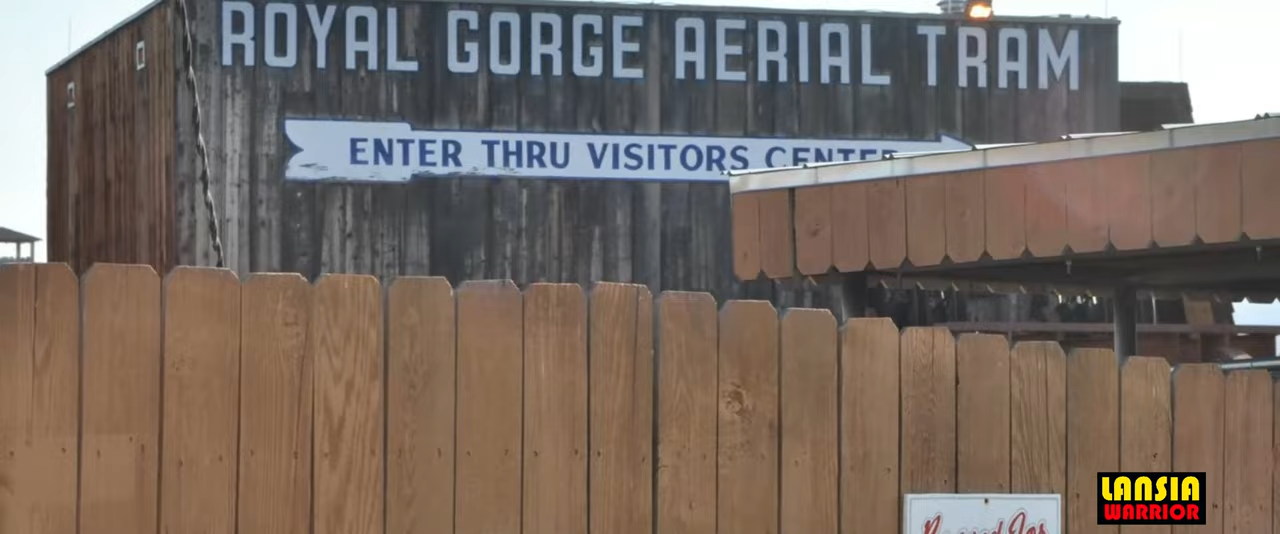 ROYAL GORGE AERIAL TRAM
ENTER THRU VISITORS CENTER
LANSIA
WARRIOR